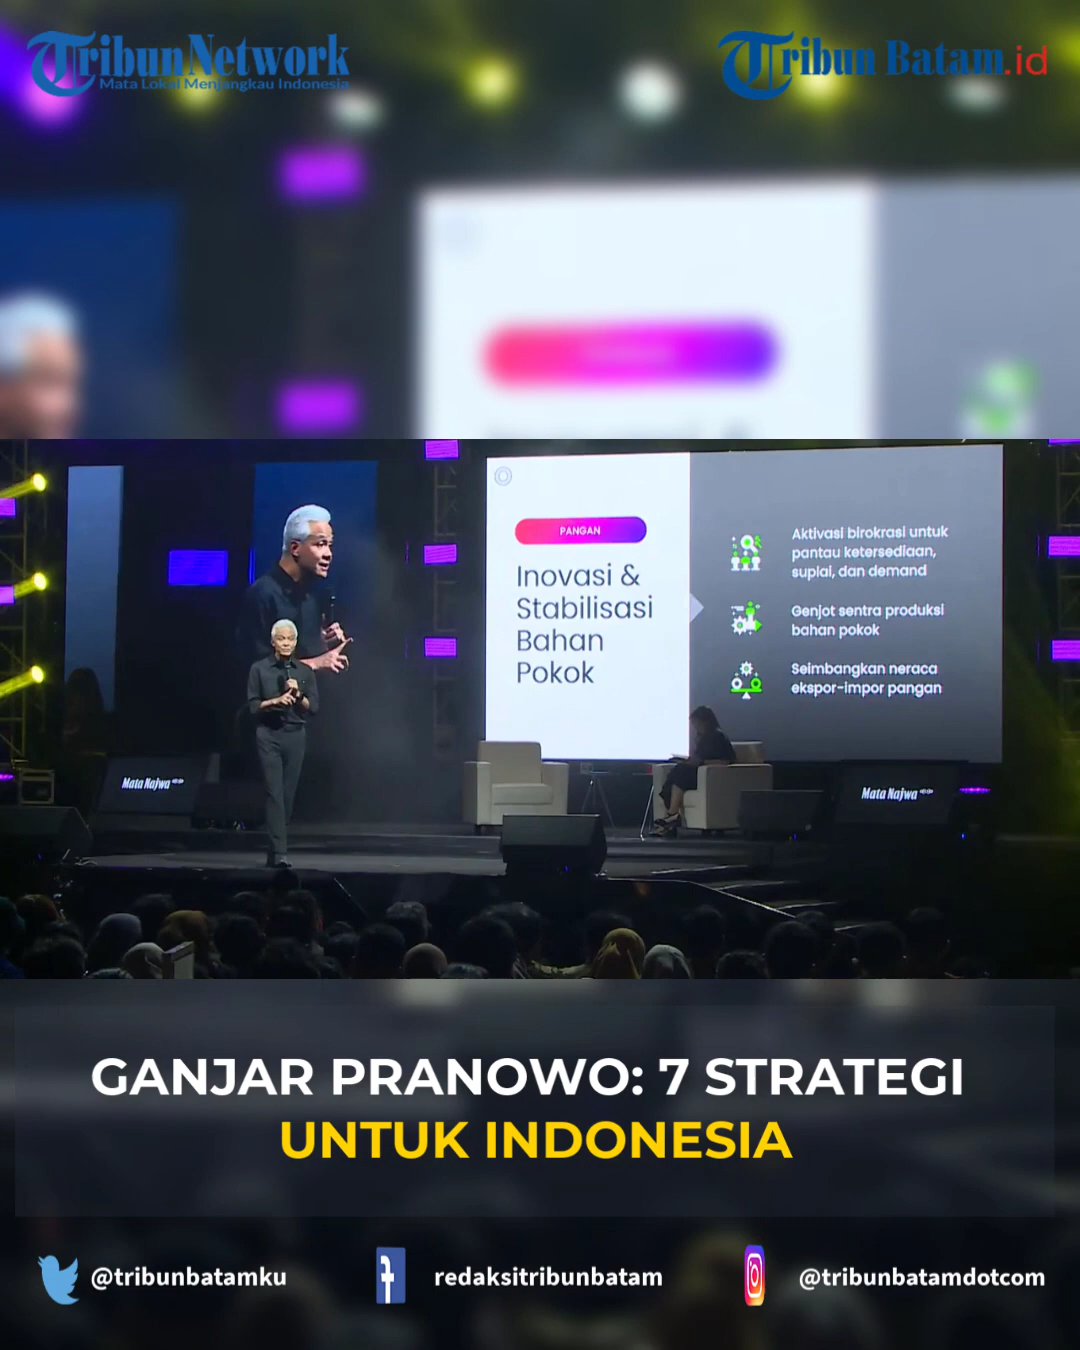 TribunNetwork
Mata Lokal Menjangkau Indonesia
Tribun Batam.id
PANGAN
Inovasi &
Stabilisasi
Bahan
Pokok
Aktivasi birokrasi untuk
pantau ketersediaan,
suplai, dan demand
Genjot sentra produksi
bahan pokok
Seimbangkan neraca
ekspor-impor pangan
Mata Najwa
Mata Najwa
GANJAR PRANOWO: 7 STRATEGI
UNTUK INDONESIA
@tribunbatamku
redaksitribunbatam
@tribunbatamdotcom